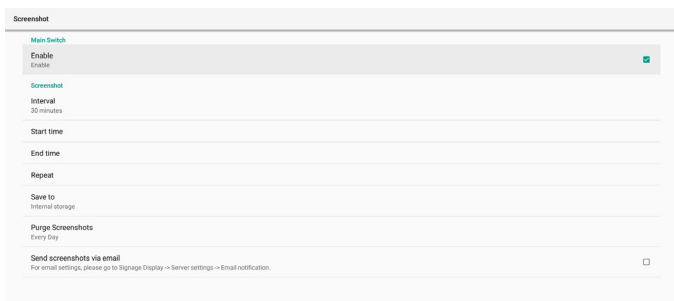 Screenshot
Main Switch
Enable
Enable
Screenshot
Interval
30 minutes
Start time
End time
Repeat
Save to
Internal storage
Purge Screenshots
Every Day
Send screenshots via email
For email settings, please go to Signage Display -> Server settings -> Email notification.